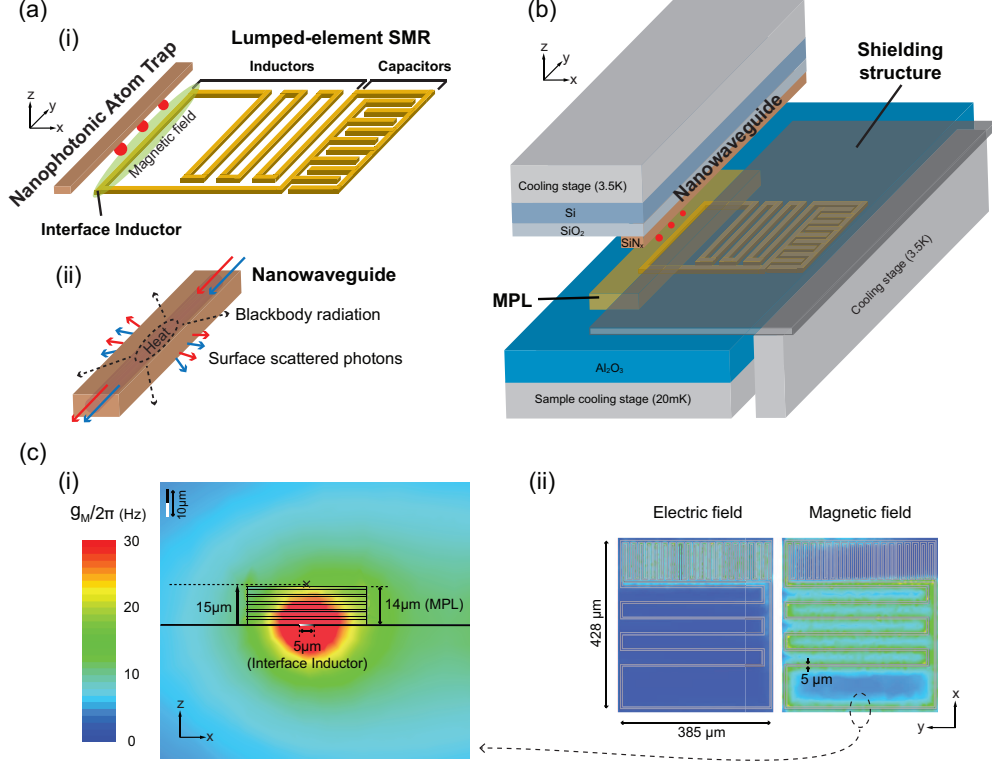 (a)
(i)
Lumped-element SMR
Inductors
Capacitors
Nanophotonic Atom Trap
Magnetic field
z
y
x
Interface Inductor
(ii)
Nanowaveguide
Blackbody radiation
Heat
Surface scattered photons
(b)
z
y
x
Shielding
structure
Nanowaveguide
Cooling stage (3.5K)
Si
SiO₂
SiNₓ
MPL
Cooling stage (3.5K)
Al₂O₃
Sample cooling stage (20mK)
(c)
(i)
g_M/2π (Hz)
30
20
10
0
10μm
15μm
14μm (MPL)
5μm
(Interface Inductor)
z
x
(ii)
Electric field
Magnetic field
428 μm
5 μm
385 μm
x
y